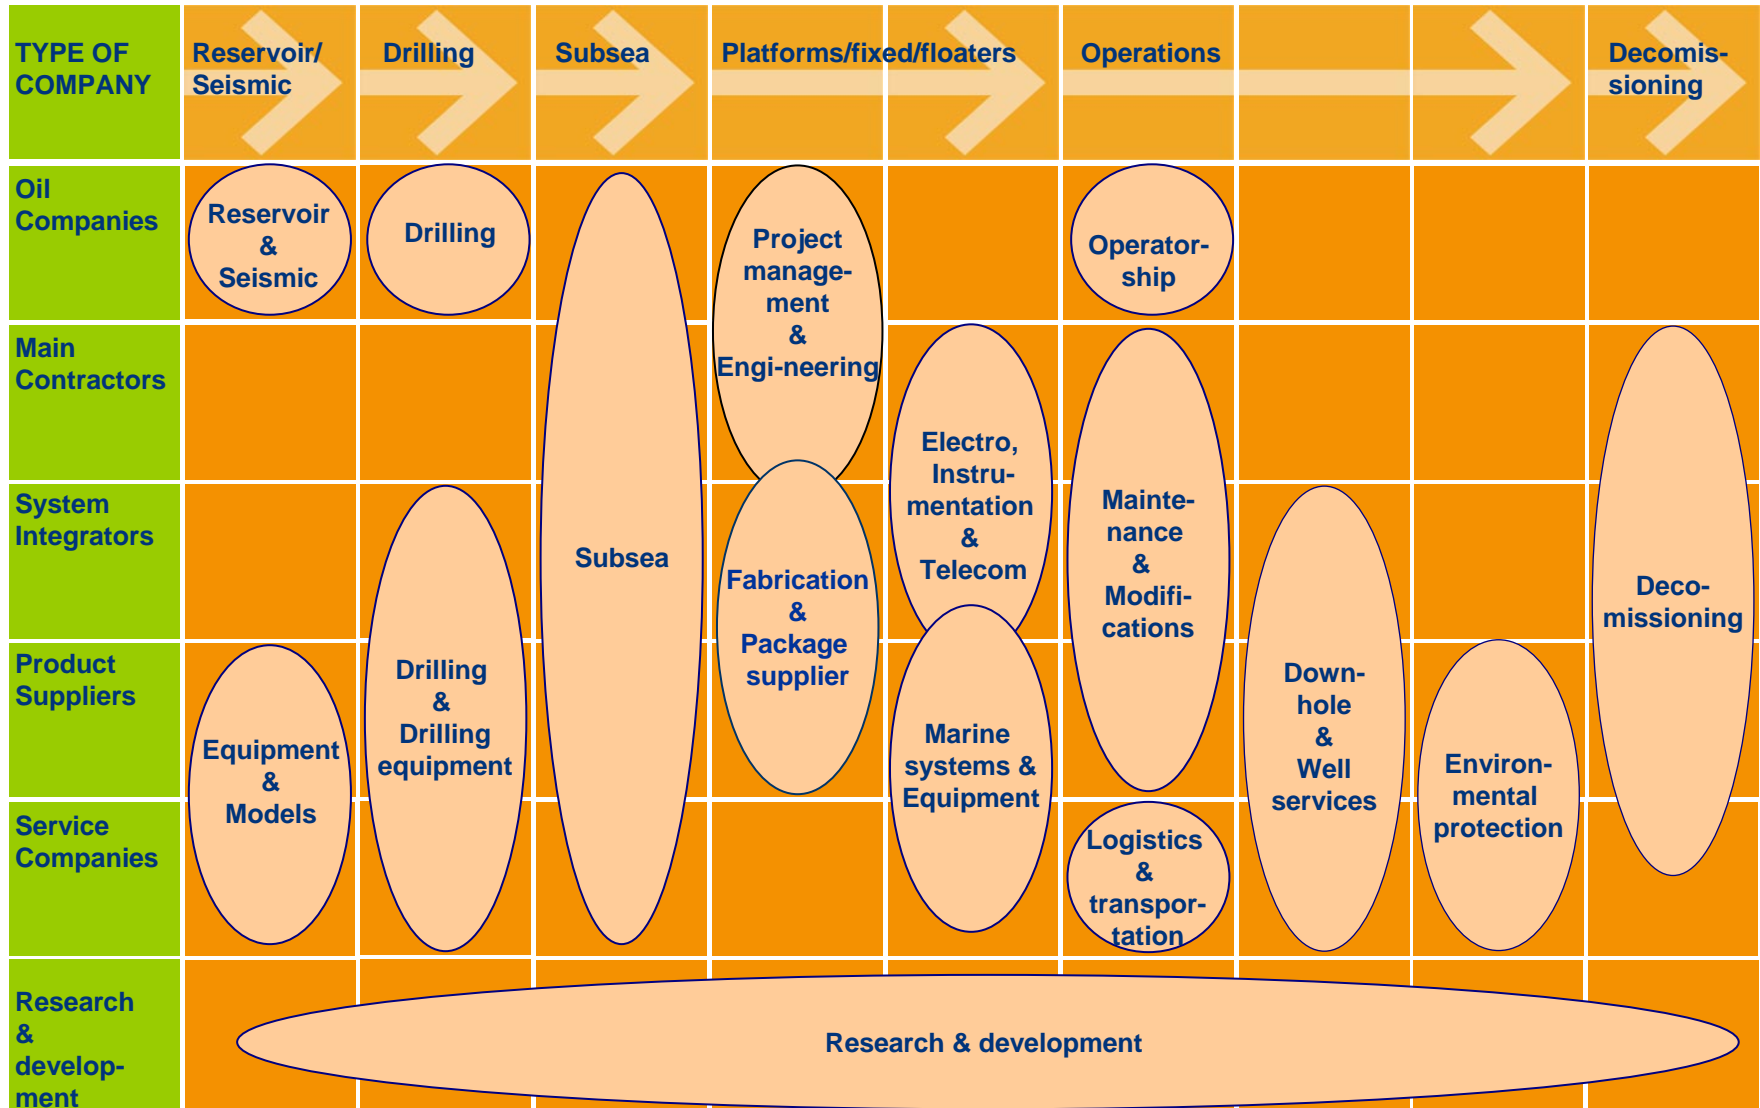 TYPE OF
COMPANY
Reservoir/
Seismic
Drilling
Subsea
Platforms/fixed/floaters
Operations
Decomis-
sioning
Oil
Companies
Reservoir
&
Seismic
Drilling
Project
manage-
ment
&
Engi-neering
Operator-
ship
Main
Contractors
Electro,
Instru-
mentation
&
Telecom
System
Integrators
Subsea
Fabrication
&
Package
supplier
Mainte-
nance
&
Modifi-
cations
Deco-
missioning
Product
Suppliers
Equipment
&
Models
Drilling
&
Drilling
equipment
Marine
systems &
Equipment
Down-
hole
&
Well
services
Environ-
mental
protection
Service
Companies
Logistics
&
transpor-
tation
Research
&
develop-
ment
Research & development